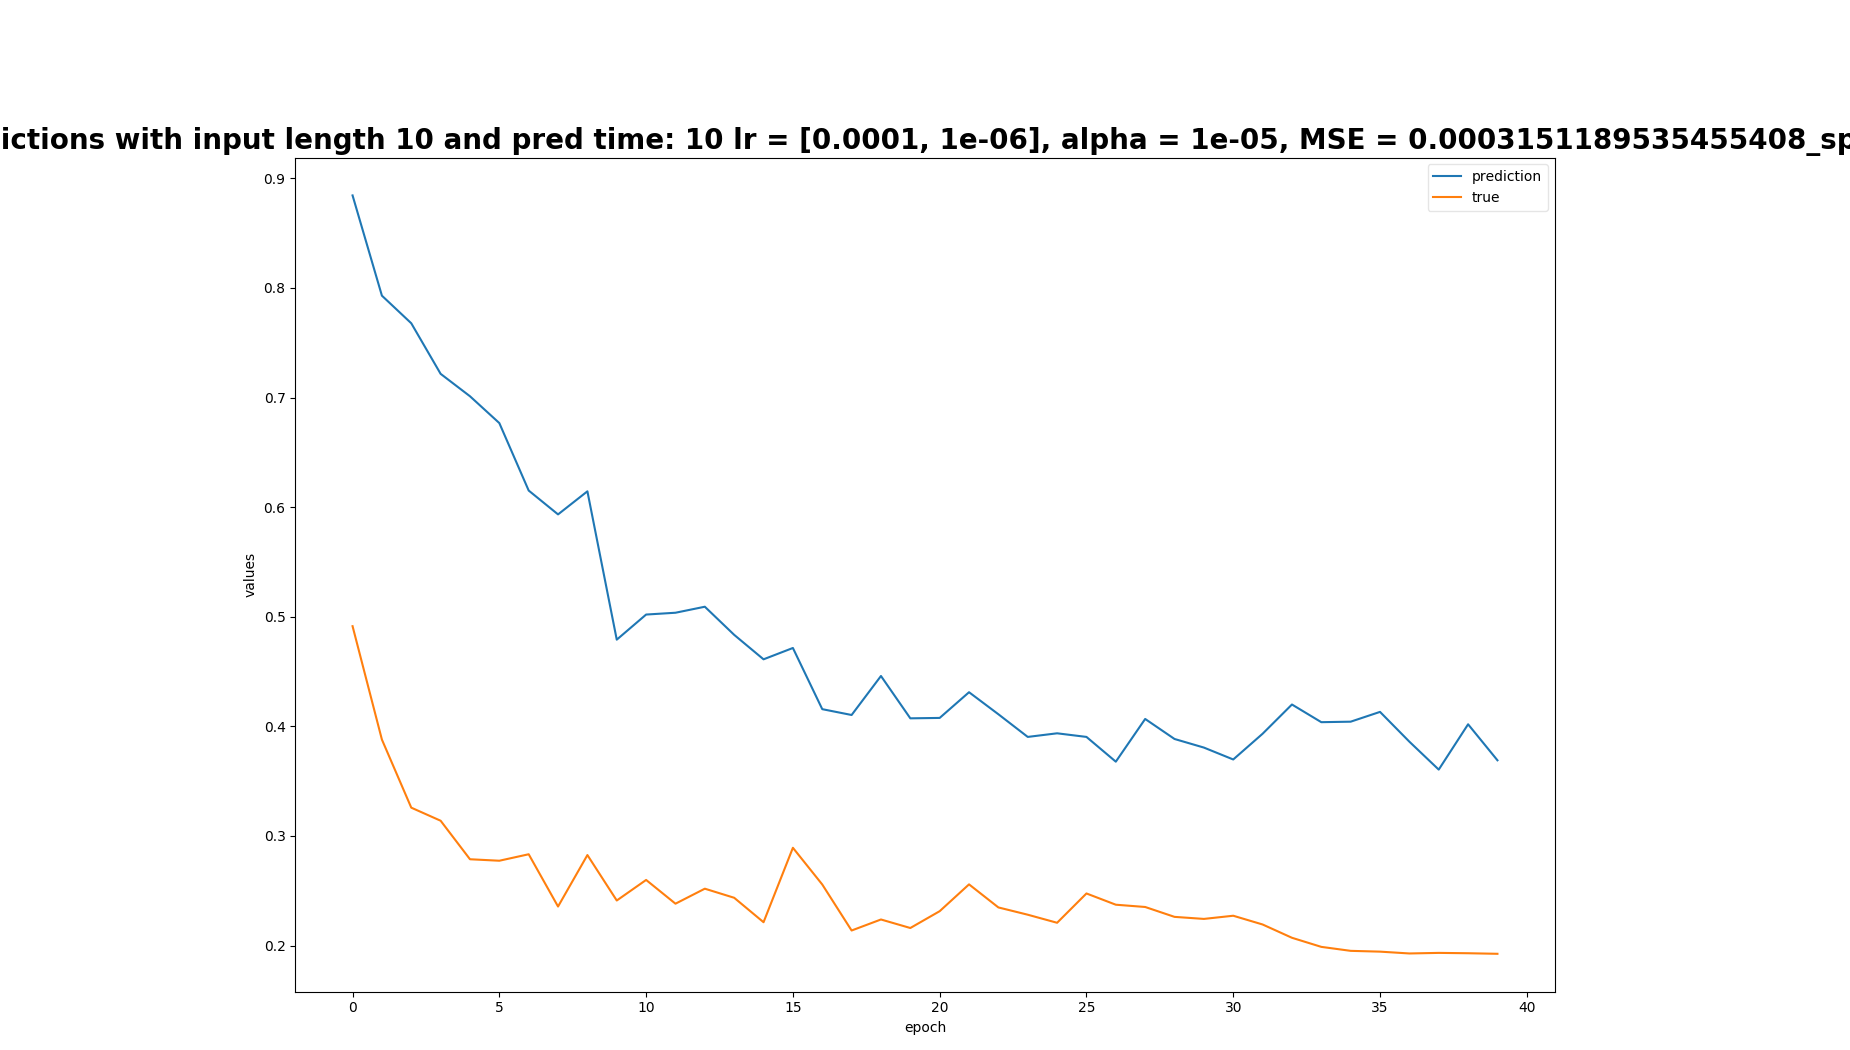 ictions with input length 10 and pred time: 10 lr = [0.0001, 1e-06], alpha = 1e-05, MSE = 0.0003151189535455408_sp
prediction
true
0.9
0.8
0.7
0.6
0.5
0.4
0.3
0.2
values
0 5 10 15 20 25 30 35 40
epoch